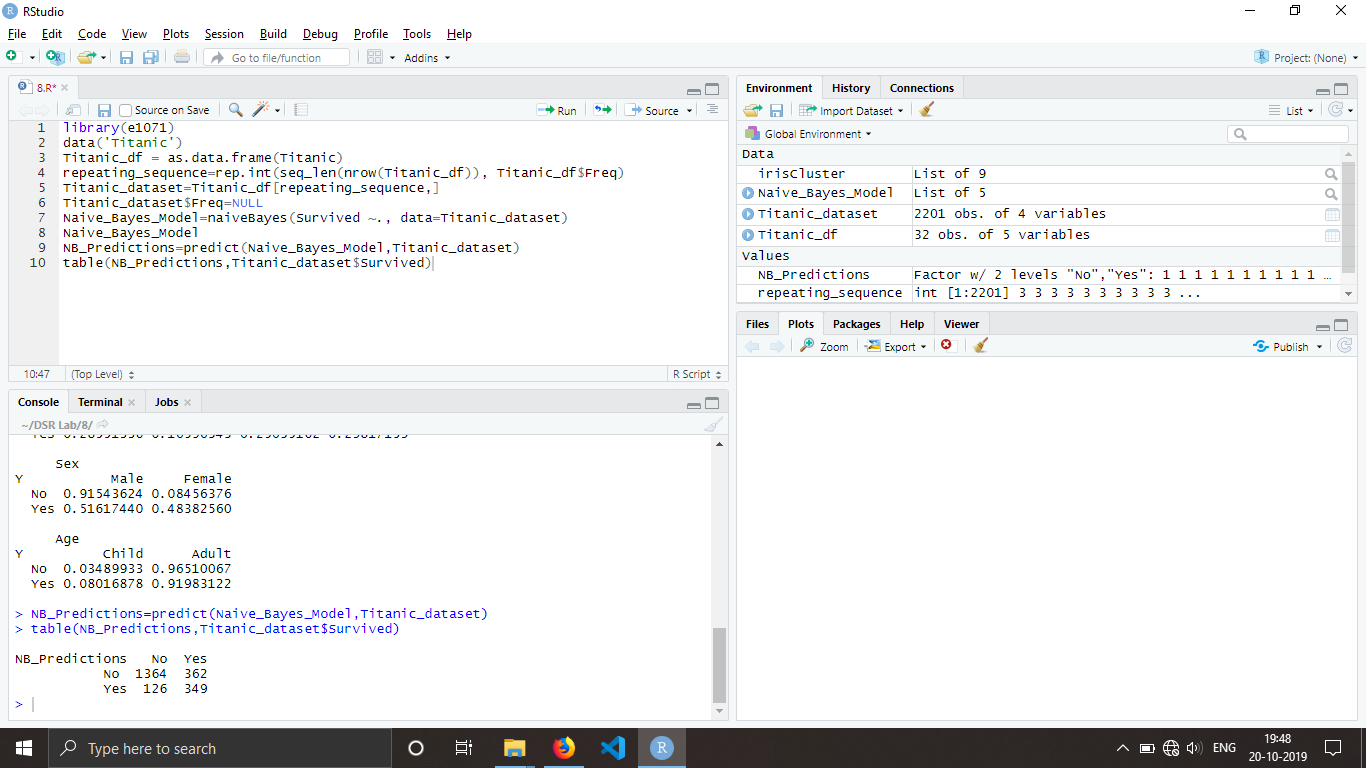 RStudio
File Edit Code View Plots Session Build Debug Profile Tools Help
Go to file/function Addins Project: (None)
8.R*
Source on Save Run Source
1 library(e1071)
2 data('Titanic')
3 Titanic_df = as.data.frame(Titanic)
4 repeating_sequence=rep.int(seq_len(nrow(Titanic_df)), Titanic_df$Freq)
5 Titanic_dataset=Titanic_df[repeating_sequence,]
6 Titanic_dataset$Freq=NULL
7 Naive_Bayes_Model=naiveBayes(Survived ~., data=Titanic_dataset)
8 Naive_Bayes_Model
9 NB_Predictions=predict(Naive_Bayes_Model,Titanic_dataset)
10 table(NB_Predictions,Titanic_dataset$Survived)
10:47 (Top Level) R Script
Console Terminal Jobs
~/DSR Lab/8/
Sex
Y Male Female
No 0.91543624 0.08456376
Yes 0.51617440 0.48382560
Age
Y Child Adult
No 0.03489933 0.96510067
Yes 0.08016878 0.91983122
> NB_Predictions=predict(Naive_Bayes_Model,Titanic_dataset)
> table(NB_Predictions,Titanic_dataset$Survived)
NB_Predictions No Yes
No 1364 362
Yes 126 349
>
Environment History Connections
Import Dataset List
Global Environment
Data
irisCluster List of 9
Naive_Bayes_Model List of 5
Titanic_dataset 2201 obs. of 4 variables
Titanic_df 32 obs. of 5 variables
Values
NB_Predictions Factor w/ 2 levels "No","Yes": 1 1 1 1 1 1 1 1 1 1 …
repeating_sequence int [1:2201] 3 3 3 3 3 3 3 3 3 3 ...
Files Plots Packages Help Viewer
Zoom Export Publish
Type here to search
ENG
19:48
20-10-2019